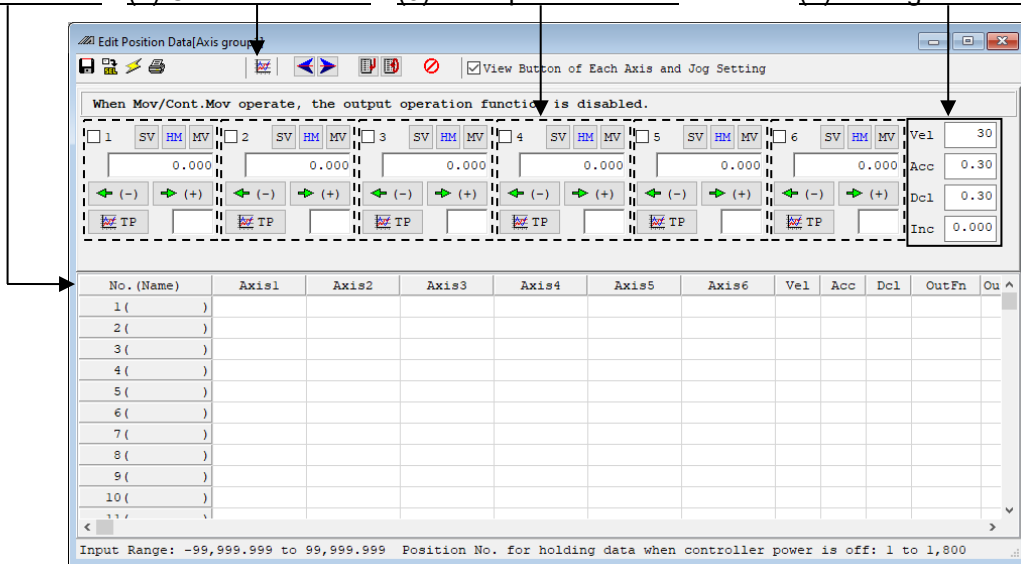 Edit Position Data[Axis group
View Button of Each Axis and Jog Setting
When Mov/Cont.Mov operate, the output operation function is disabled.
1 SV HM MV 2 SV HM MV 3 SV HM MV 4 SV HM MV 5 SV HM MV 6 SV HM MV Vel 30
0.000 0.000 0.000 0.000 0.000 0.000 Acc 0.30
(-) (+) (-) (+) (-) (+) (-) (+) (-) (+) (-) (+) Dcl 0.30
TP TP TP TP TP TP Inc 0.000
No.(Name) Axis1 Axis2 Axis3 Axis4 Axis5 Axis6 Vel Acc Dcl OutFn Ou
1( )
2( )
3( )
4( )
5( )
6( )
7( )
8( )
9( )
10( )
Input Range: -99,999.999 to 99,999.999 Position No. for holding data when controller power is off: 1 to 1,800